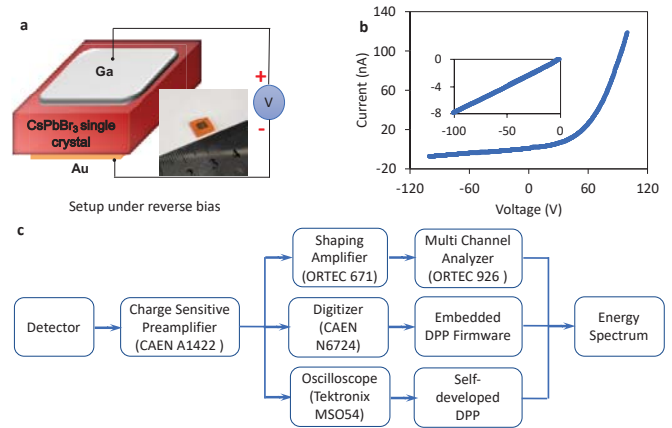 a
Ga
CsPbBr3 single
crystal
Au
+
V
-
Setup under reverse bias
b
Current (nA)
140
100
60
20
-20
-120
-60
0
60
120
Voltage (V)
0
-4
-8
-100
-50
0
c
Detector
Charge Sensitive
Preamplifier
(CAEN A1422 )
Shaping
Amplifier
(ORTEC 671)
Multi Channel
Analyzer
(ORTEC 926 )
Digitizer
(CAEN
N6724)
Embedded
DPP Firmware
Oscilloscope
(Tektronix
MSO54)
Self-
developed
DPP
Energy
Spectrum